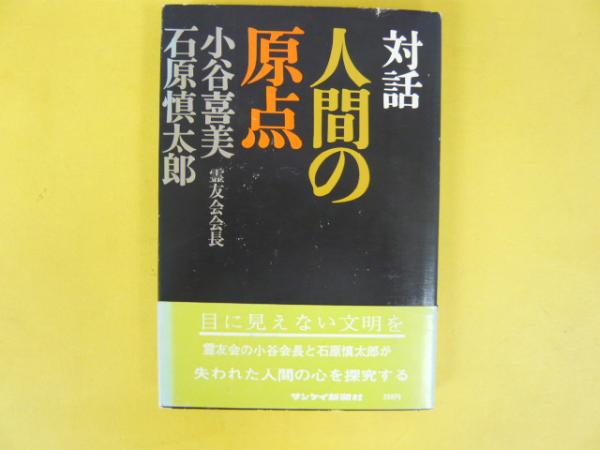 対話
人間の
原点
小谷喜美
霊友会会長
石原慎太郎
目に見えない文明を
霊友会の小谷会長と石原慎太郎が
失われた人間の心を探究する
サンケイ新聞社